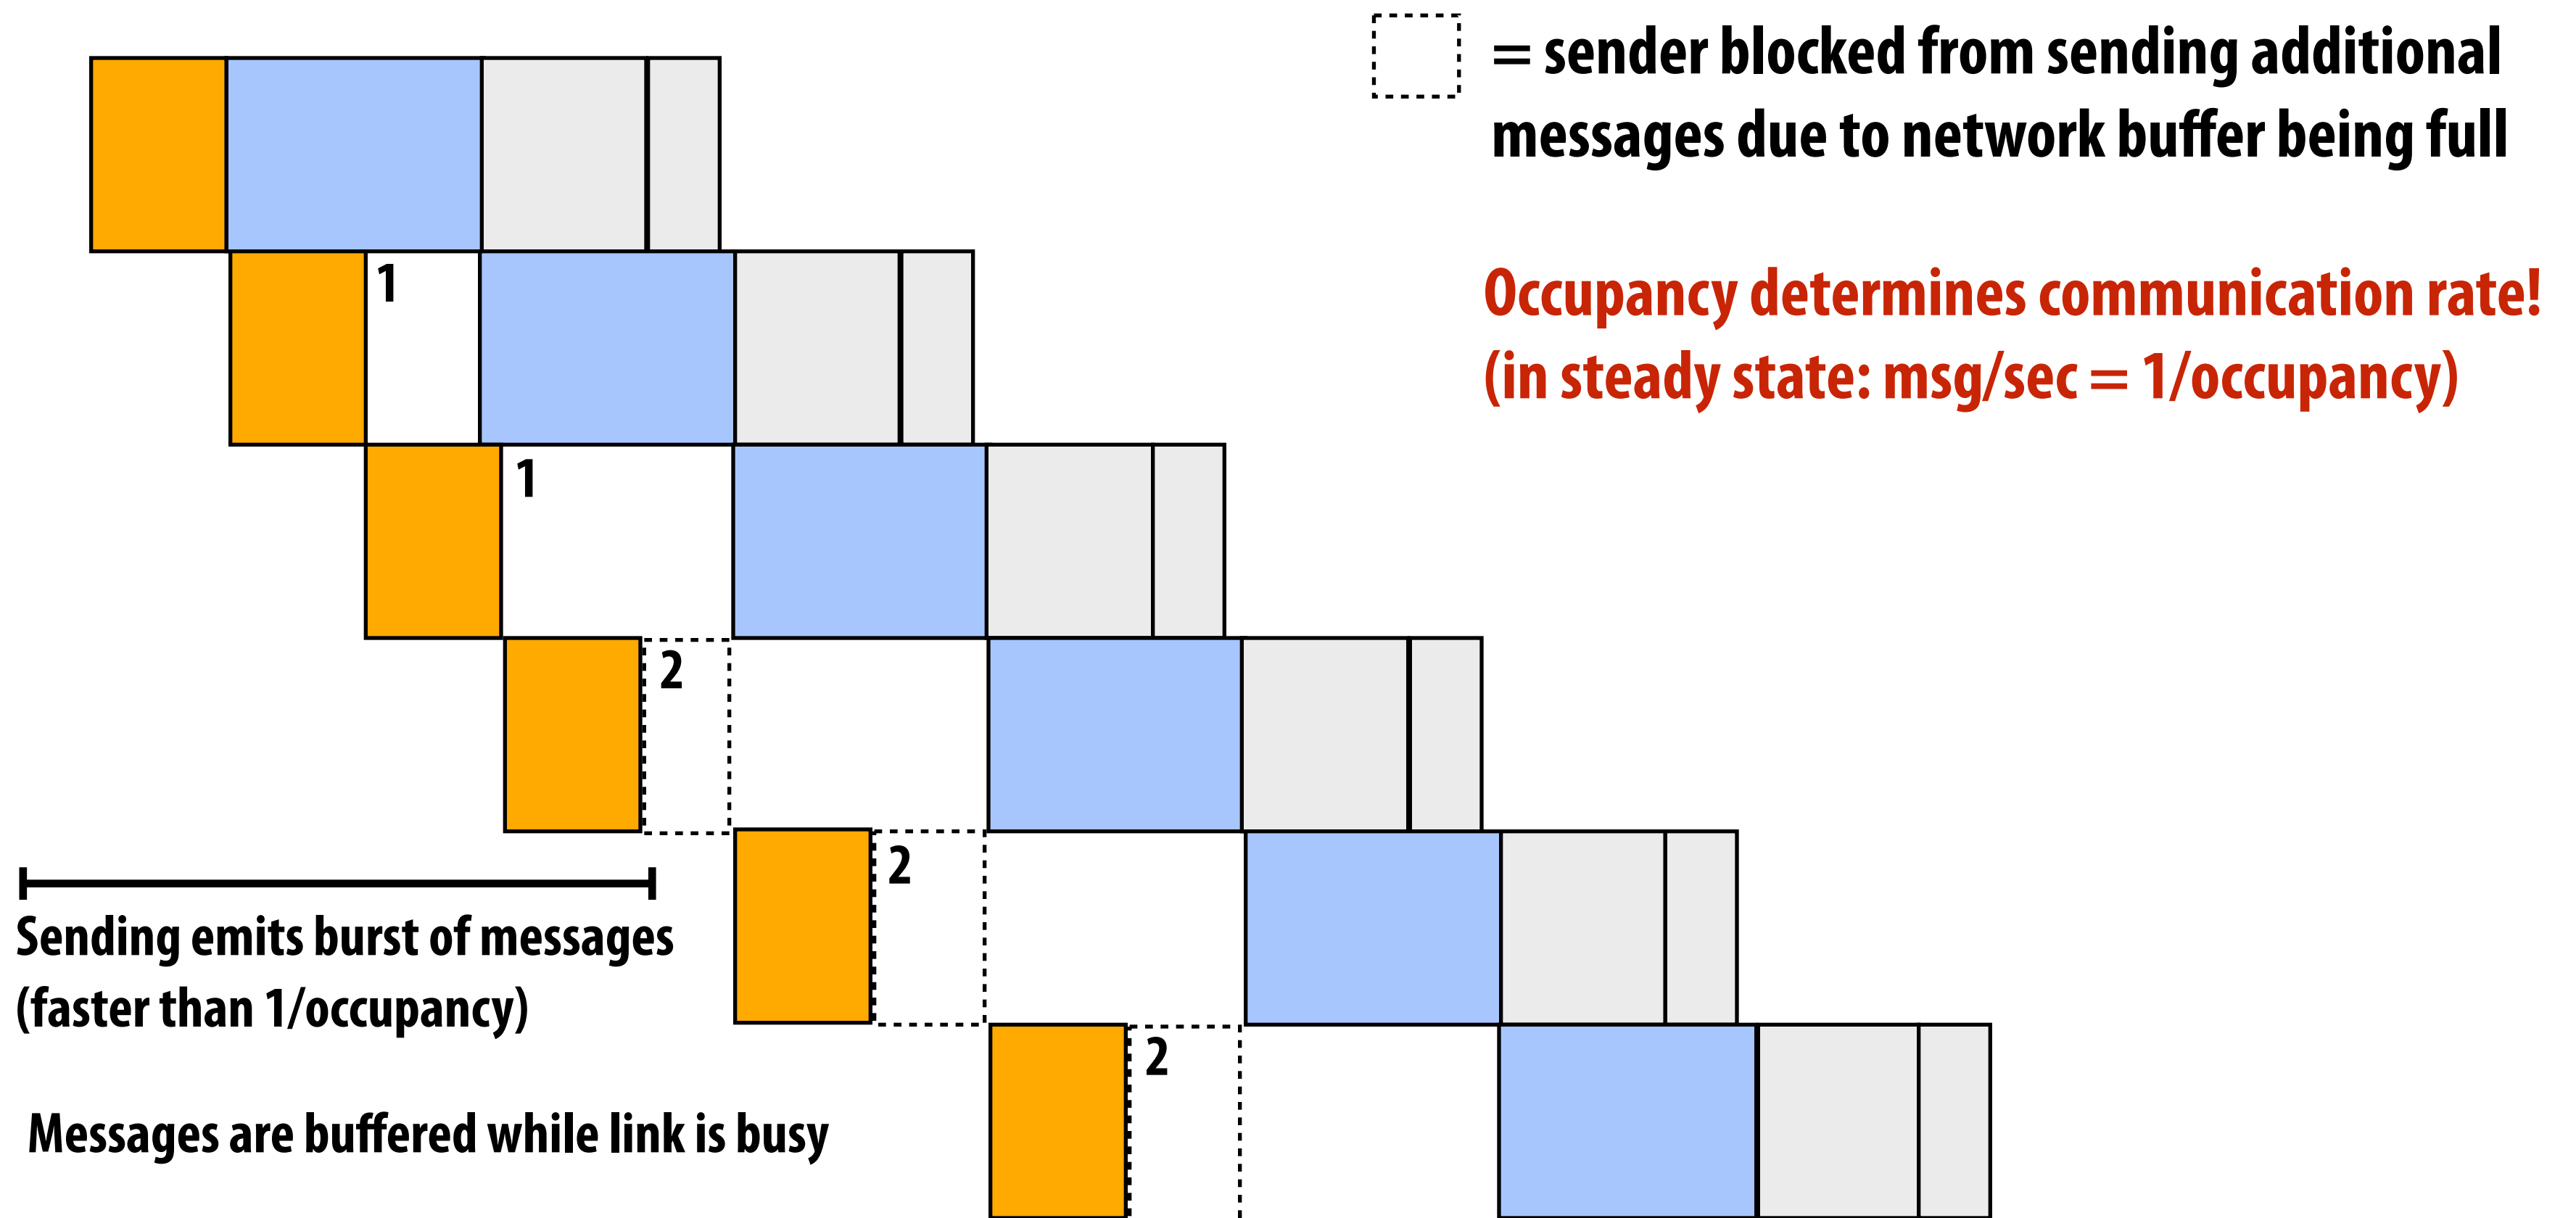 = sender blocked from sending additional
messages due to network buffer being full
Occupancy determines communication rate!
(in steady state: msg/sec = 1/occupancy)
1
1
2
2
2
Sending emits burst of messages
(faster than 1/occupancy)
Messages are buffered while link is busy